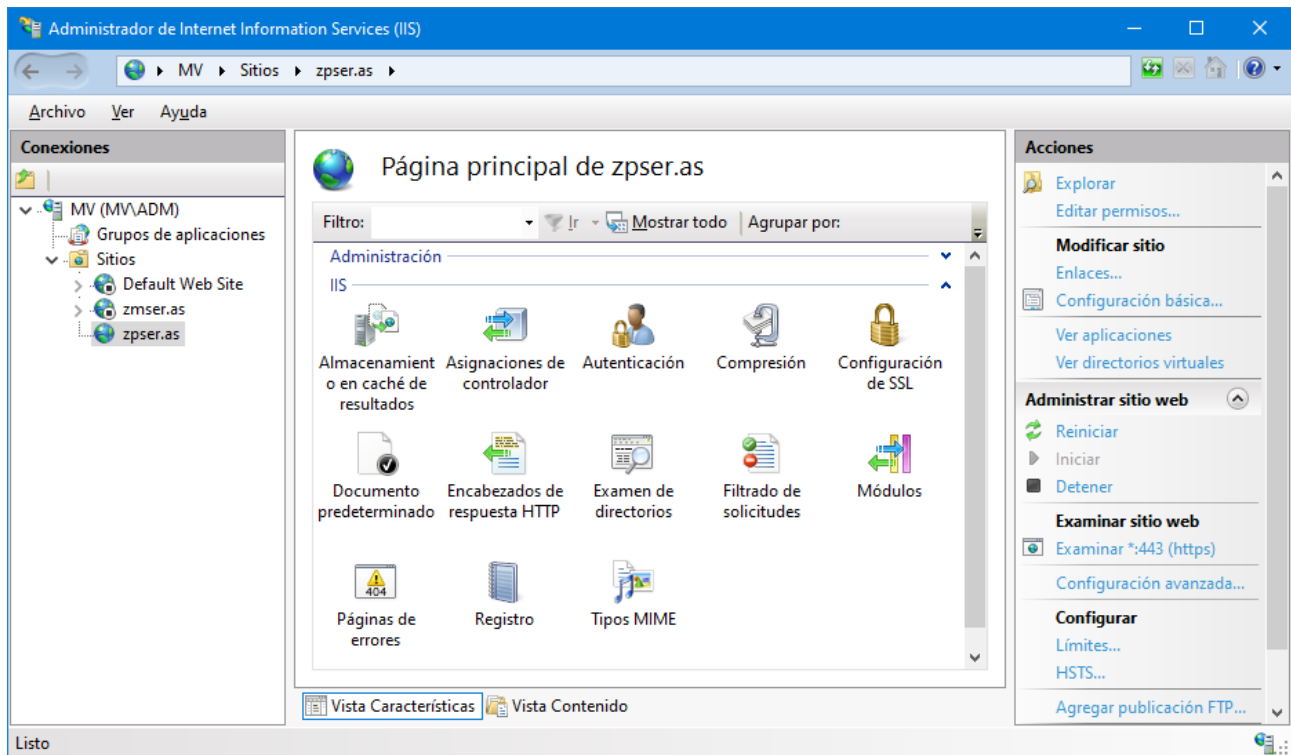 Administrador de Internet Information Services (IIS)
MV Sitios zpser.as
Archivo Ver Ayuda
Conexiones
MV (MV\ADM)
Grupos de aplicaciones
Sitios
Default Web Site
zmser.as
zpser.as
Página principal de zpser.as
Filtro: Ir Mostrar todo Agrupar por:
Administración
IIS
Almacenamient
o en caché de
resultados
Asignaciones de
controlador
Autenticación
Compresión
Configuración
de SSL
Documento
predeterminado
Encabezados de
respuesta HTTP
Examen de
directorios
Filtrado de
solicitudes
Módulos
404
Páginas de
errores
Registro
Tipos MIME
Vista Características Vista Contenido
Acciones
Explorar
Editar permisos...
Modificar sitio
Enlaces...
Configuración básica...
Ver aplicaciones
Ver directorios virtuales
Administrar sitio web
Reiniciar
Iniciar
Detener
Examinar sitio web
Examinar *:443 (https)
Configuración avanzada...
Configurar
Límites...
HSTS...
Agregar publicación FTP...
Listo